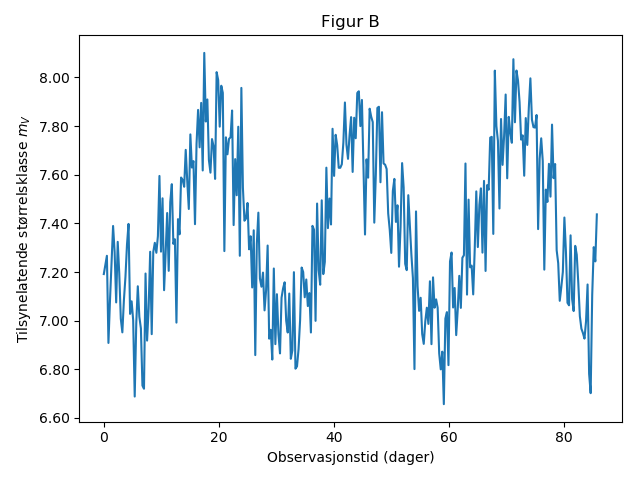 Figur B
Tilsynelatende størrelsklasse m_V
8.00
7.80
7.60
7.40
7.20
7.00
6.80
6.60
0 20 40 60 80
Observasjonstid (dager)